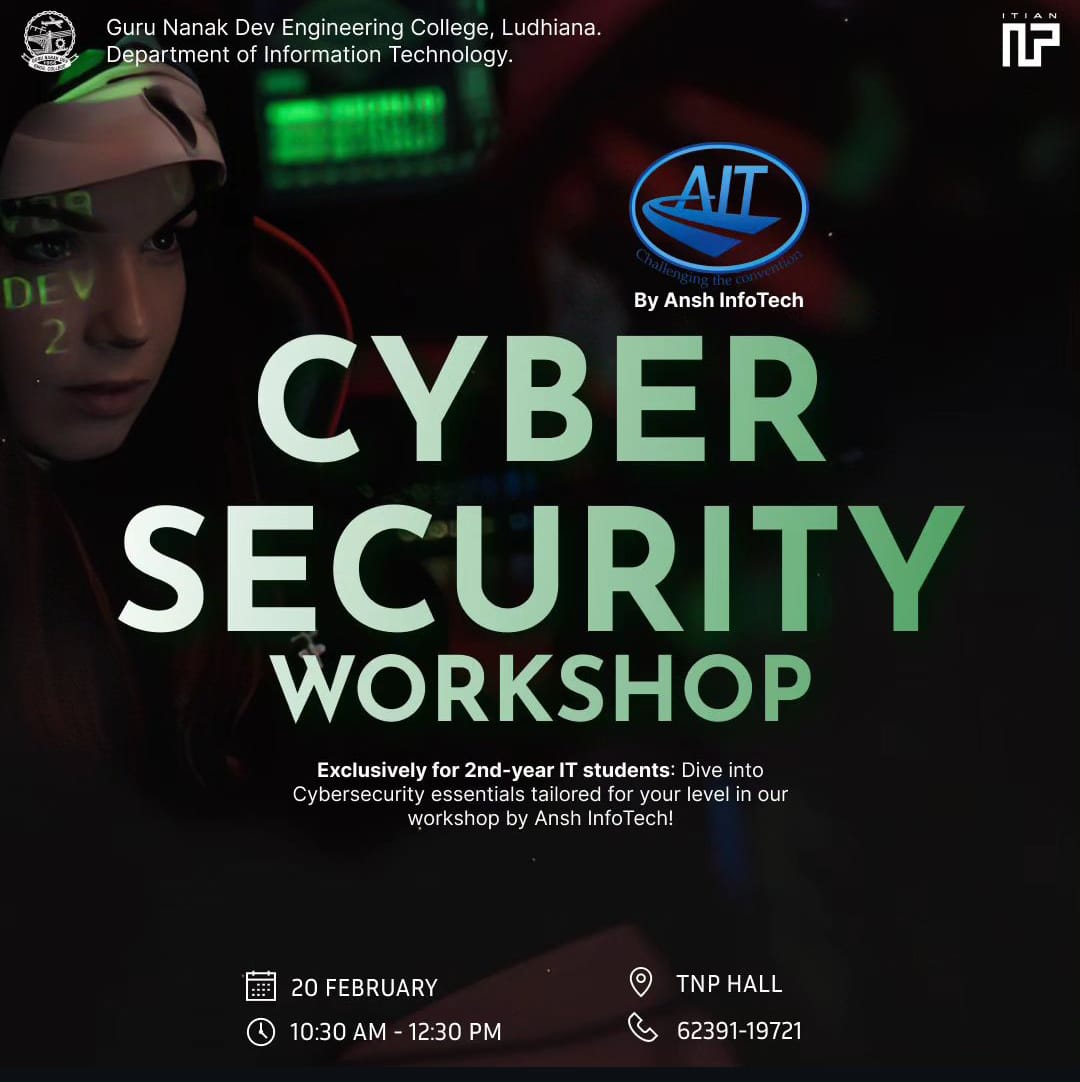 Guru Nanak Dev Engineering College, Ludhiana.
Department of Information Technology.
ITIAN
AIT
Challenging the convention
By Ansh InfoTech
DEV
2
CYBER
SECURITY
WORKSHOP
Exclusively for 2nd-year IT students: Dive into
Cybersecurity essentials tailored for your level in our
workshop by Ansh InfoTech!
20 FEBRUARY
TNP HALL
10:30 AM - 12:30 PM
62391-19721